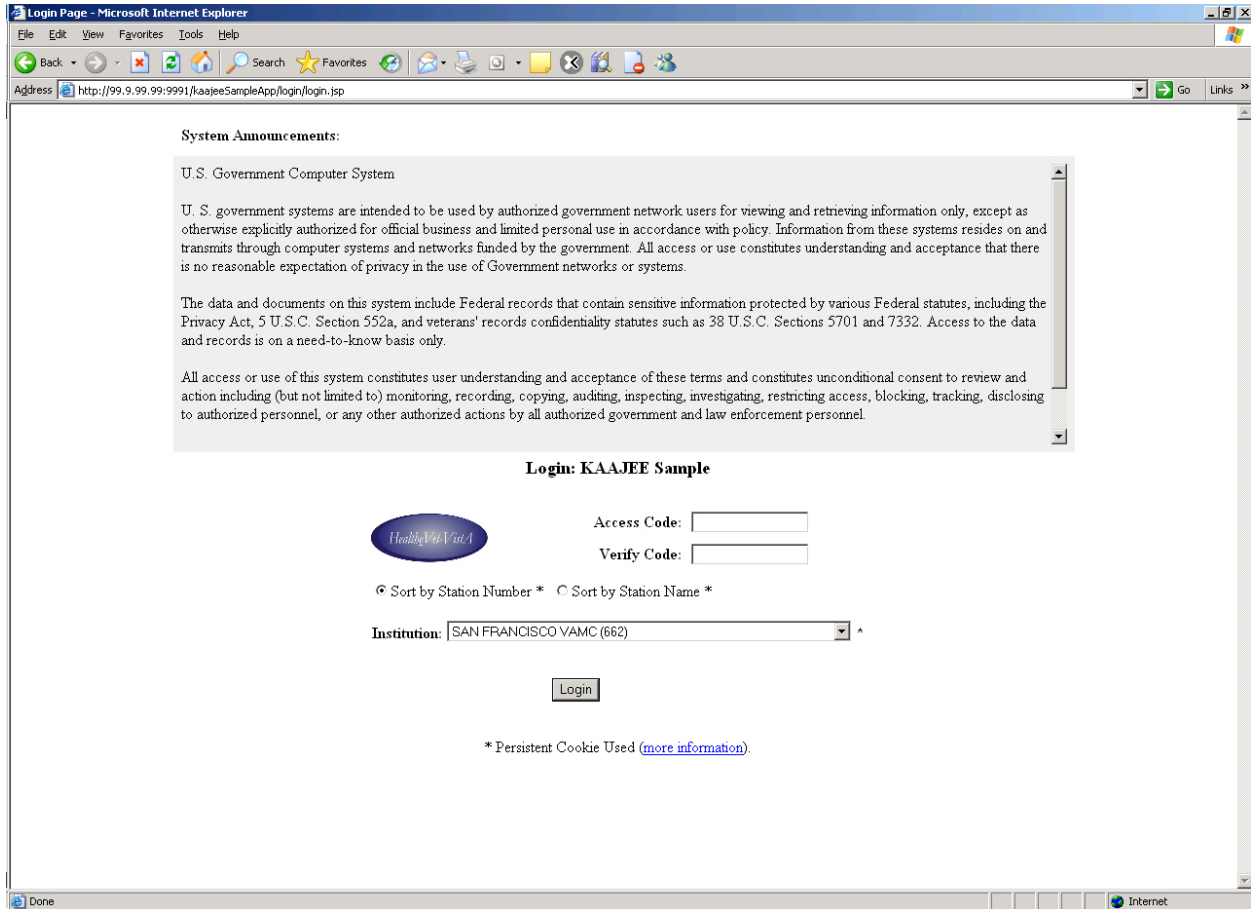 Login Page - Microsoft Internet Explorer
File Edit View Favorites Tools Help
Back Search Favorites
Address http://99.9.99.99:9991/kaajeeSampleApp/login/login.jsp Go Links »
System Announcements:
U.S. Government Computer System
U. S. government systems are intended to be used by authorized government network users for viewing and retrieving information only, except as
otherwise explicitly authorized for official business and limited personal use in accordance with policy. Information from these systems resides on and
transmits through computer systems and networks funded by the government. All access or use constitutes understanding and acceptance that there
is no reasonable expectation of privacy in the use of Government networks or systems.
The data and documents on this system include Federal records that contain sensitive information protected by various Federal statutes, including the
Privacy Act, 5 U.S.C. Section 552a, and veterans' records confidentiality statutes such as 38 U.S.C. Sections 5701 and 7332. Access to the data
and records is on a need-to-know basis only.
All access or use of this system constitutes user understanding and acceptance of these terms and constitutes unconditional consent to review and
action including (but not limited to) monitoring, recording, copying, auditing, inspecting, investigating, restricting access, blocking, tracking, disclosing
to authorized personnel, or any other authorized actions by all authorized government and law enforcement personnel.
Login: KAAJEE Sample
HealtheVet-VistA
Access Code:
Verify Code:
Sort by Station Number * Sort by Station Name *
Institution: SAN FRANCISCO VAMC (662) *
Login
* Persistent Cookie Used (more information).
Done Internet